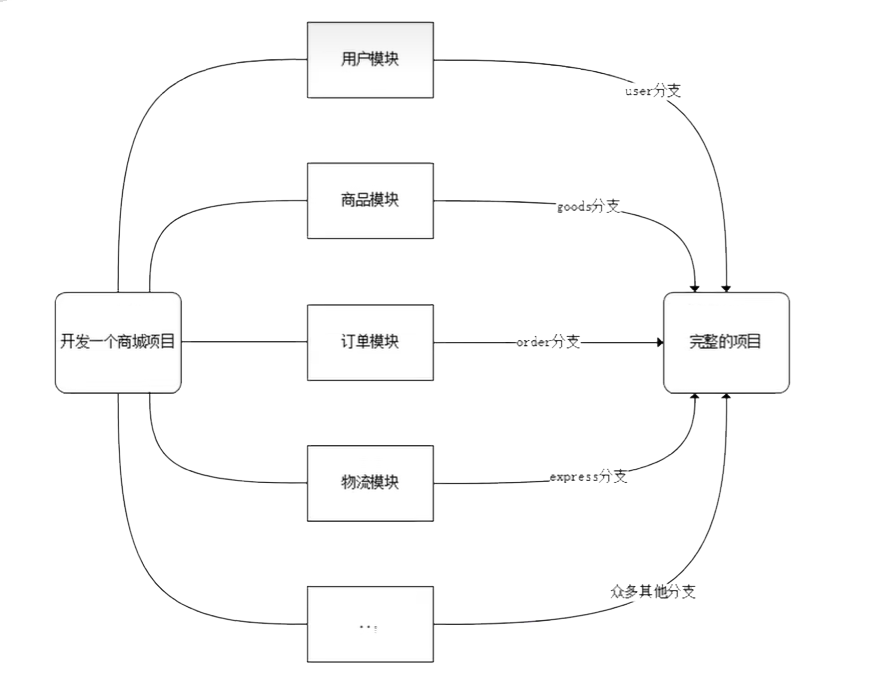 用户模块
user分支
商品模块
goods分支
开发一个商城项目
订单模块
order分支
完整的项目
物流模块
express分支
众多其他分支
...